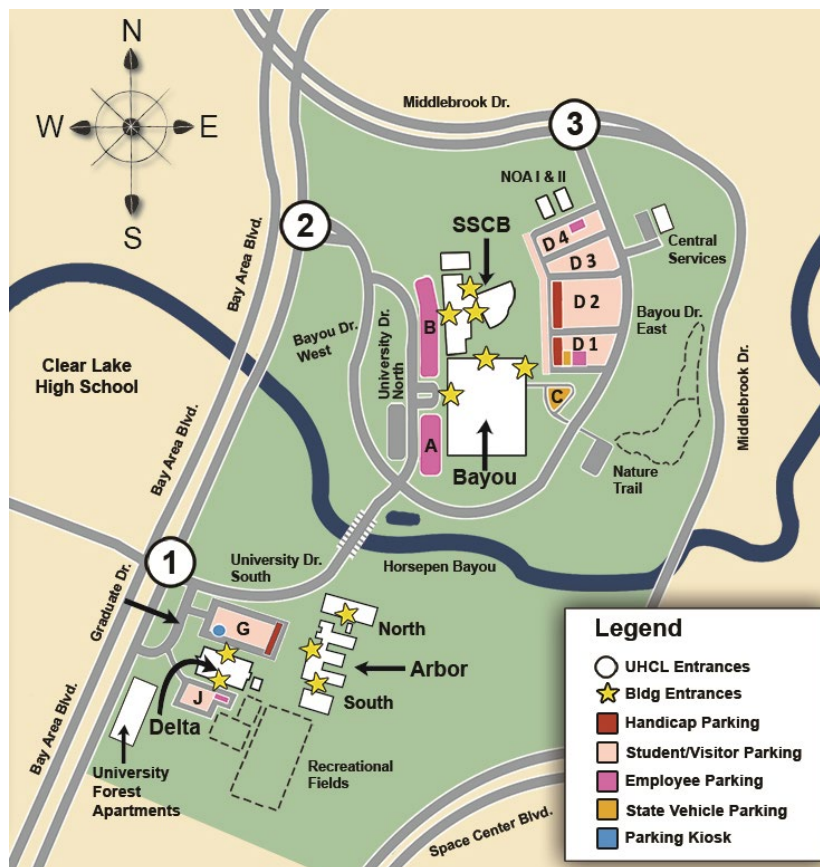 N
W
E
S
Middlebrook Dr.
3
NOA I & II
2
SSCB
D 4
Central
Services
D 3
Bay Area Blvd.
D 2
Bayou Dr.
East
B
Bayou Dr.
West
University Dr.
North
D 1
Clear Lake
High School
C
Middlebrook Dr.
Bay Area Blvd.
A
Bayou
Nature
Trail
1
University Dr.
South
Horsepen Bayou
Graduate Dr.
G
North
Arbor
South
J
Delta
Bay Area Blvd.
University
Forest
Apartments
Recreational
Fields
Space Center Blvd.
Legend
UHCL Entrances
Bldg Entrances
Handicap Parking
Student/Visitor Parking
Employee Parking
State Vehicle Parking
Parking Kiosk